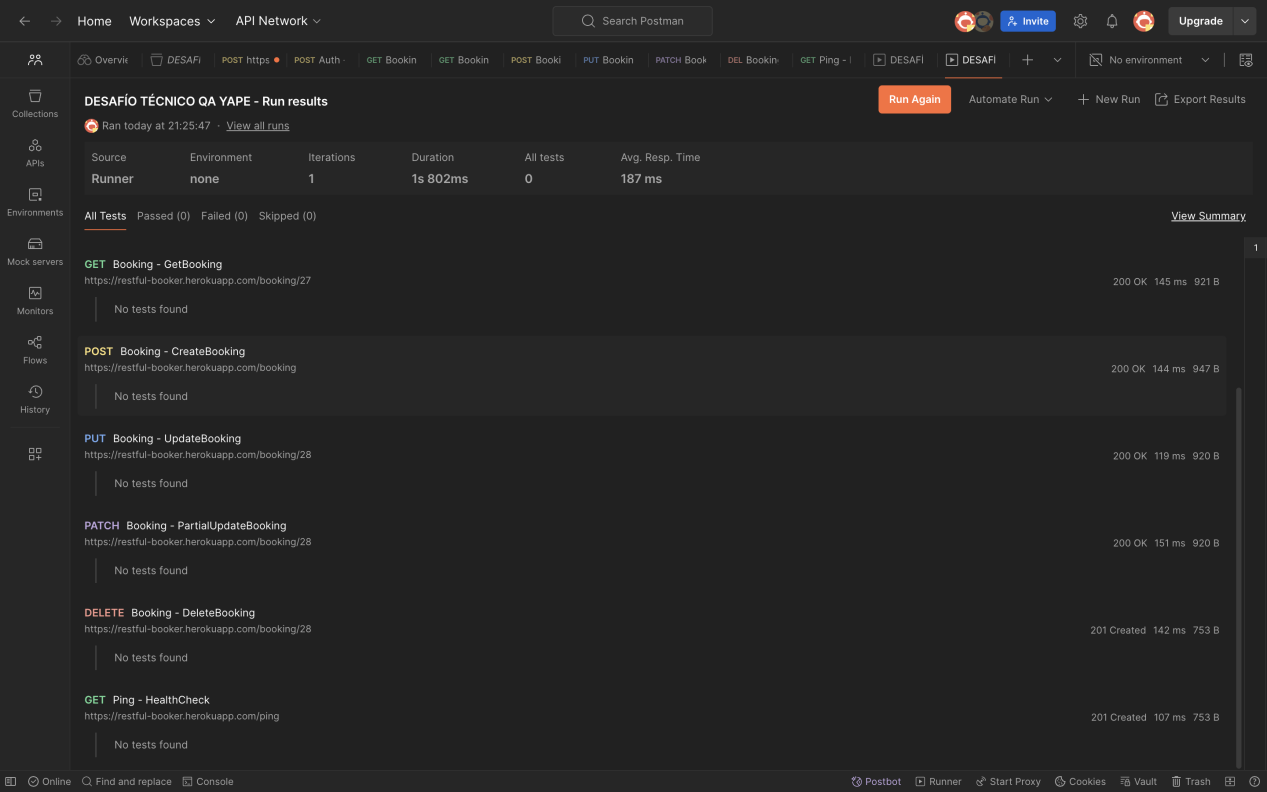 Home Workspaces API Network Search Postman Invite Upgrade
Overvie DESAFI POST https POST Auth GET Bookin GET Bookin POST Booki PUT Bookin PATCH Book DEL Bookin GET Ping - DESAFI DESAFI No environment
Collections
APIs
Environments
Mock servers
Monitors
Flows
History
DESAFÍO TÉCNICO QA YAPE - Run results
Run Again Automate Run New Run Export Results
Ran today at 21:25:47 · View all runs
Source Environment Iterations Duration All tests Avg. Resp. Time
Runner none 1 1s 802ms 0 187 ms
All Tests Passed (0) Failed (0) Skipped (0) View Summary
1
GET Booking - GetBooking
https://restful-booker.herokuapp.com/booking/27 200 OK 145 ms 921 B
No tests found
POST Booking - CreateBooking
https://restful-booker.herokuapp.com/booking 200 OK 144 ms 947 B
No tests found
PUT Booking - UpdateBooking
https://restful-booker.herokuapp.com/booking/28 200 OK 119 ms 920 B
No tests found
PATCH Booking - PartialUpdateBooking
https://restful-booker.herokuapp.com/booking/28 200 OK 151 ms 920 B
No tests found
DELETE Booking - DeleteBooking
https://restful-booker.herokuapp.com/booking/28 201 Created 142 ms 753 B
No tests found
GET Ping - HealthCheck
https://restful-booker.herokuapp.com/ping 201 Created 107 ms 753 B
No tests found
Online Find and replace Console Postbot Runner Start Proxy Cookies Vault Trash